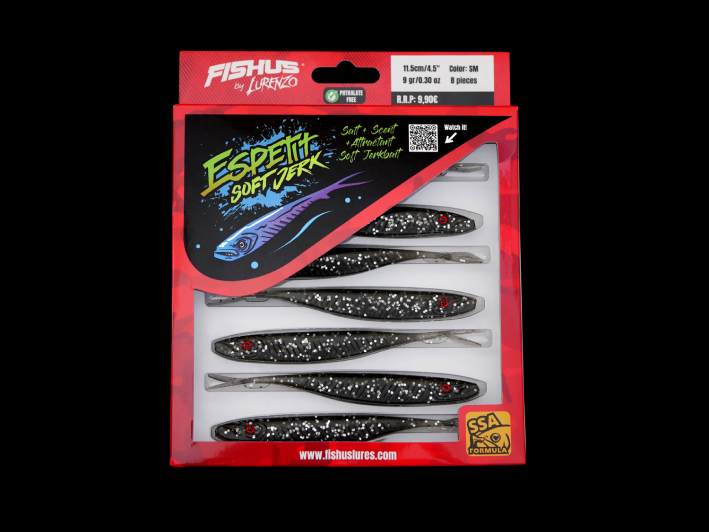 FISHUS
by LURENZO
11.5cm/4.5" Color: SM
9 gr/0.30 oz 8 pieces
PHTHALATE
FREE
R.R.P: 9,90€
ESPETIT
SOFT JERK
Salt + Scent
+Attractant
Soft Jerkbait
Watch it!
SSA
FORMULA
www.fishuslures.com